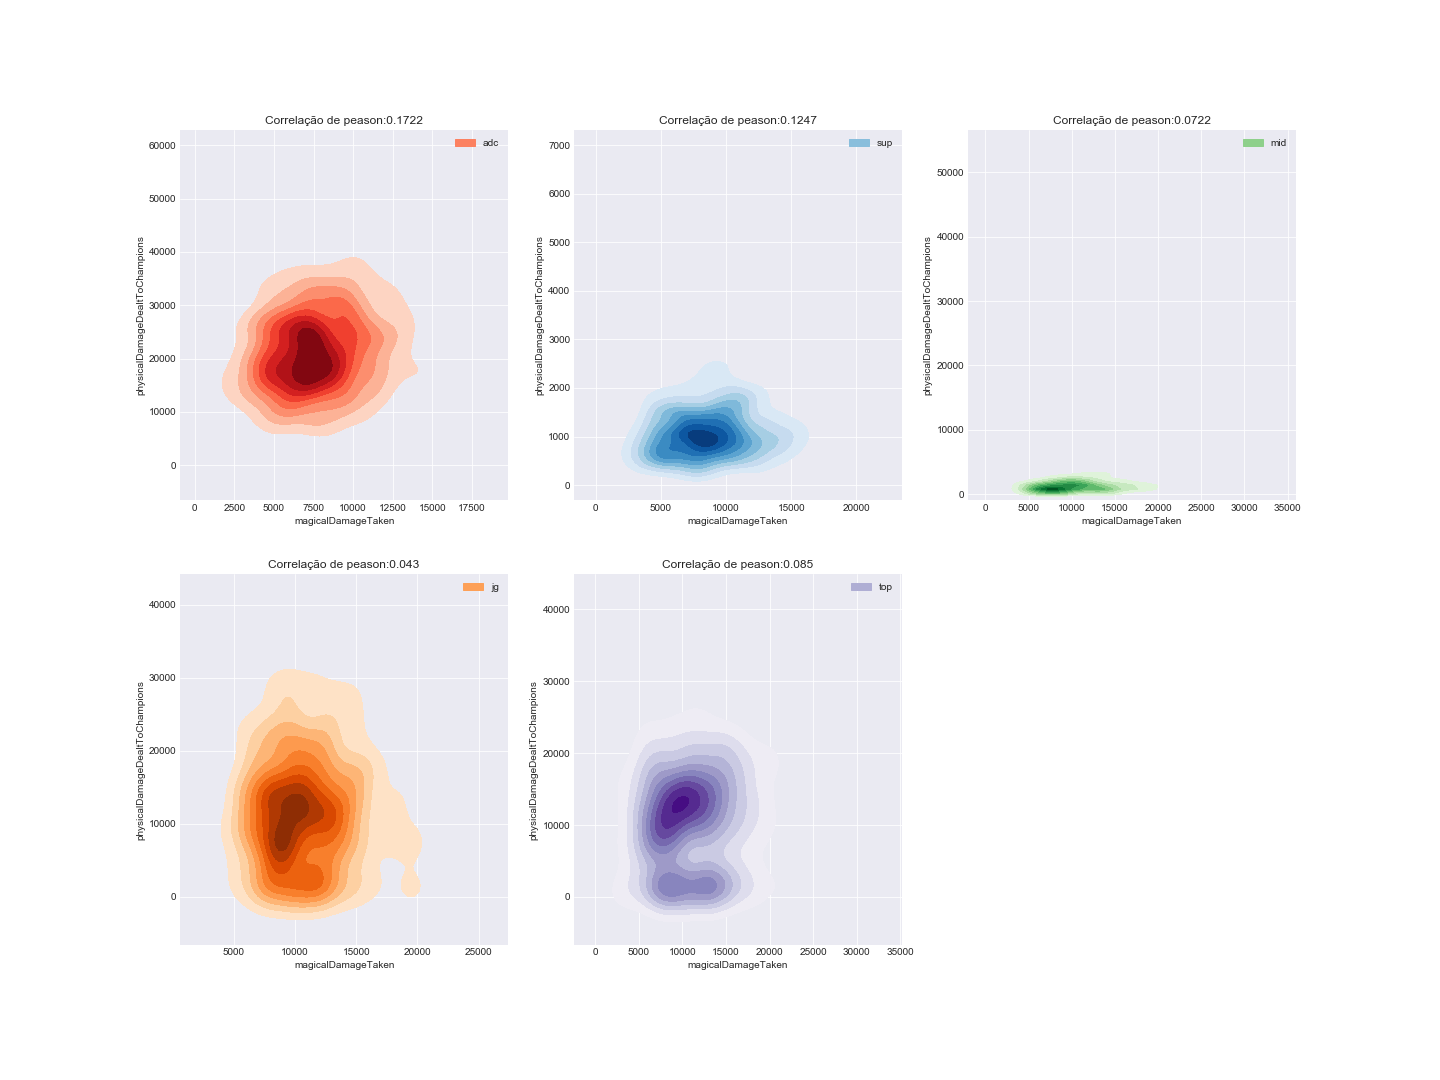 Correlação de peason:0.1722
adc
60000
50000
40000
30000
20000
10000
0
physicalDamageDealtToChampions
0 2500 5000 7500 10000 12500 15000 17500
magicalDamageTaken
Correlação de peason:0.1247
sup
7000
6000
5000
4000
3000
2000
1000
0
physicalDamageDealtToChampions
0 5000 10000 15000 20000
magicalDamageTaken
Correlação de peason:0.0722
mid
50000
40000
30000
20000
10000
0
physicalDamageDealtToChampions
0 5000 10000 15000 20000 25000 30000 35000
magicalDamageTaken
Correlação de peason:0.043
jg
40000
30000
20000
10000
0
physicalDamageDealtToChampions
5000 10000 15000 20000 25000
magicalDamageTaken
Correlação de peason:0.085
top
40000
30000
20000
10000
0
physicalDamageDealtToChampions
0 5000 10000 15000 20000 25000 30000 35000
magicalDamageTaken